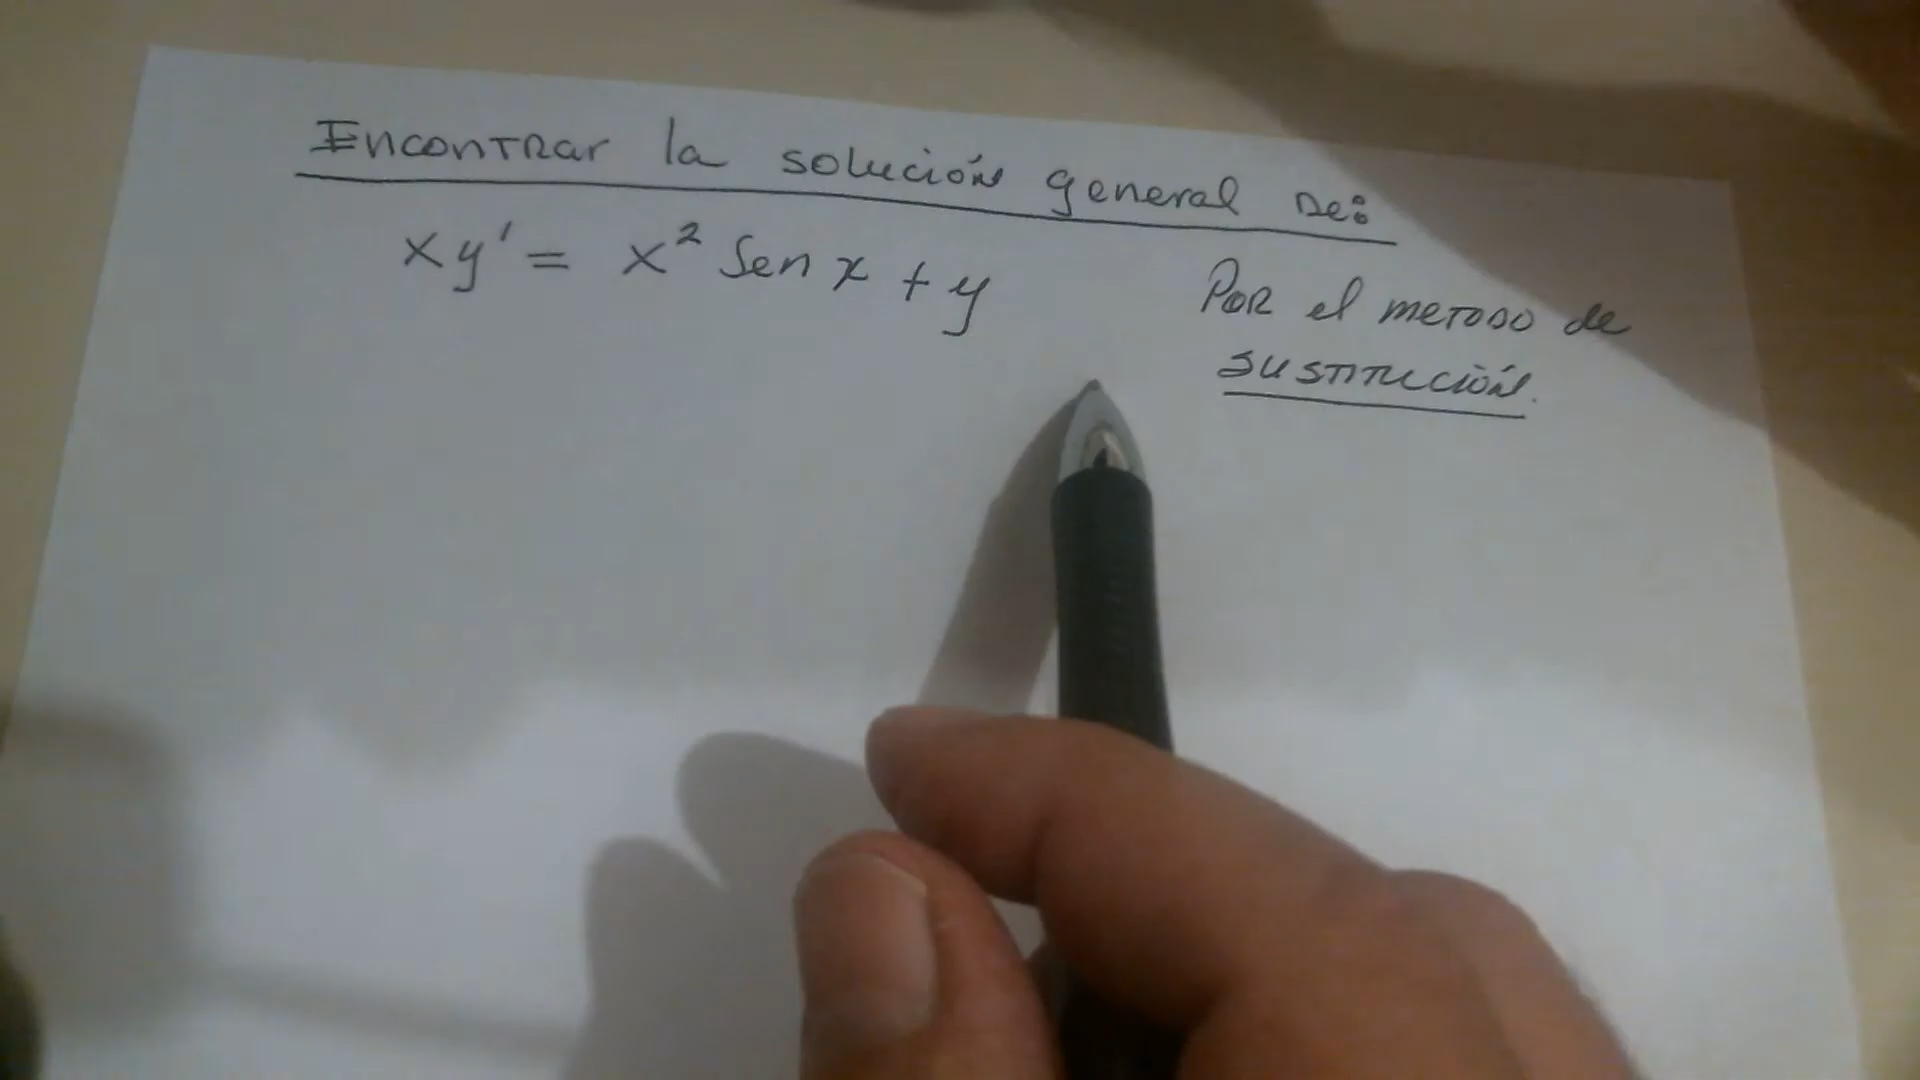 Encontrar la solución general de:
xy' = x² Sen x + y
Por el metodo de
sustitución.